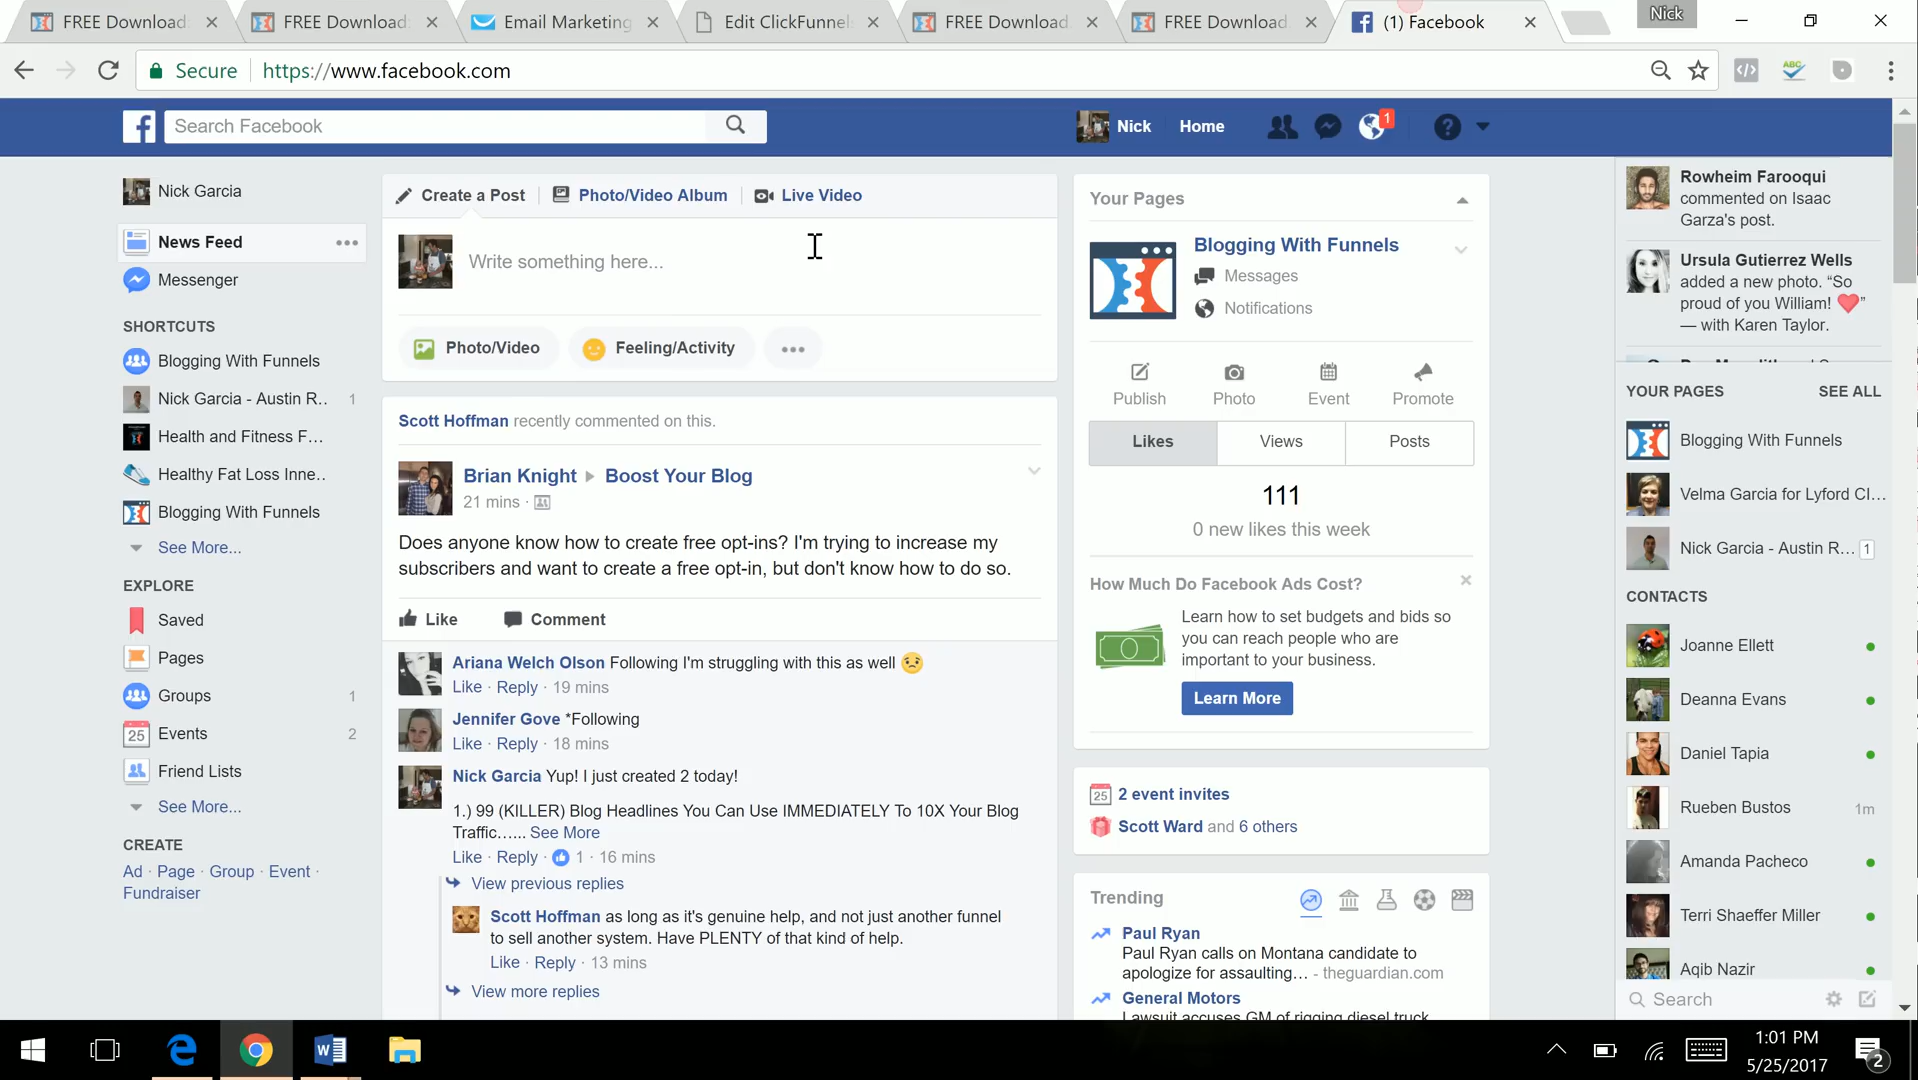 FREE Download
FREE Download
Email Marketing
Edit ClickFunnel
FREE Download
FREE Download
(1) Facebook
Nick
Secure
https://www.facebook.com
ABC
Search Facebook
Nick
Home
1
Nick Garcia
News Feed
Messenger
SHORTCUTS
Blogging With Funnels
Nick Garcia - Austin R.. 1
Health and Fitness F...
Healthy Fat Loss Inne..
Blogging With Funnels
See More...
EXPLORE
Saved
Pages
Groups 1
25 Events 2
Friend Lists
See More...
CREATE
Ad · Page · Group · Event ·
Fundraiser
Create a Post
Photo/Video Album
Live Video
Write something here...
Photo/Video
Feeling/Activity
Scott Hoffman recently commented on this.
Brian Knight
Boost Your Blog
21 mins ·
Does anyone know how to create free opt-ins? I'm trying to increase my
subscribers and want to create a free opt-in, but don't know how to do so.
Like
Comment
Ariana Welch Olson Following I'm struggling with this as well
Like · Reply · 19 mins
Jennifer Gove *Following
Like · Reply · 18 mins
Nick Garcia Yup! I just created 2 today!
1.) 99 (KILLER) Blog Headlines You Can Use IMMEDIATELY To 10X Your Blog
Traffic…... See More
Like · Reply · 1 · 16 mins
View previous replies
Scott Hoffman as long as it's genuine help, and not just another funnel
to sell another system. Have PLENTY of that kind of help.
Like · Reply · 13 mins
View more replies
Your Pages
Blogging With Funnels
Messages
Notifications
Publish
Photo
Event
Promote
Likes
Views
Posts
111
0 new likes this week
How Much Do Facebook Ads Cost?
Learn how to set budgets and bids so
you can reach people who are
important to your business.
Learn More
25 2 event invites
Scott Ward and 6 others
Trending
Paul Ryan
Paul Ryan calls on Montana candidate to
apologize for assaulting... - theguardian.com
General Motors
Lawsuit accuses GM of rigging diesel truck
Rowheim Farooqui
commented on Isaac
Garza's post.
Ursula Gutierrez Wells
added a new photo. “So
proud of you William! ❤”
— with Karen Taylor.
YOUR PAGES
SEE ALL
Blogging With Funnels
Velma Garcia for Lyford Cl...
Nick Garcia - Austin R... 1
CONTACTS
Joanne Ellett
Deanna Evans
Daniel Tapia
Rueben Bustos 1m
Amanda Pacheco
Terri Shaeffer Miller
Aqib Nazir
Search
1:01 PM
5/25/2017
2